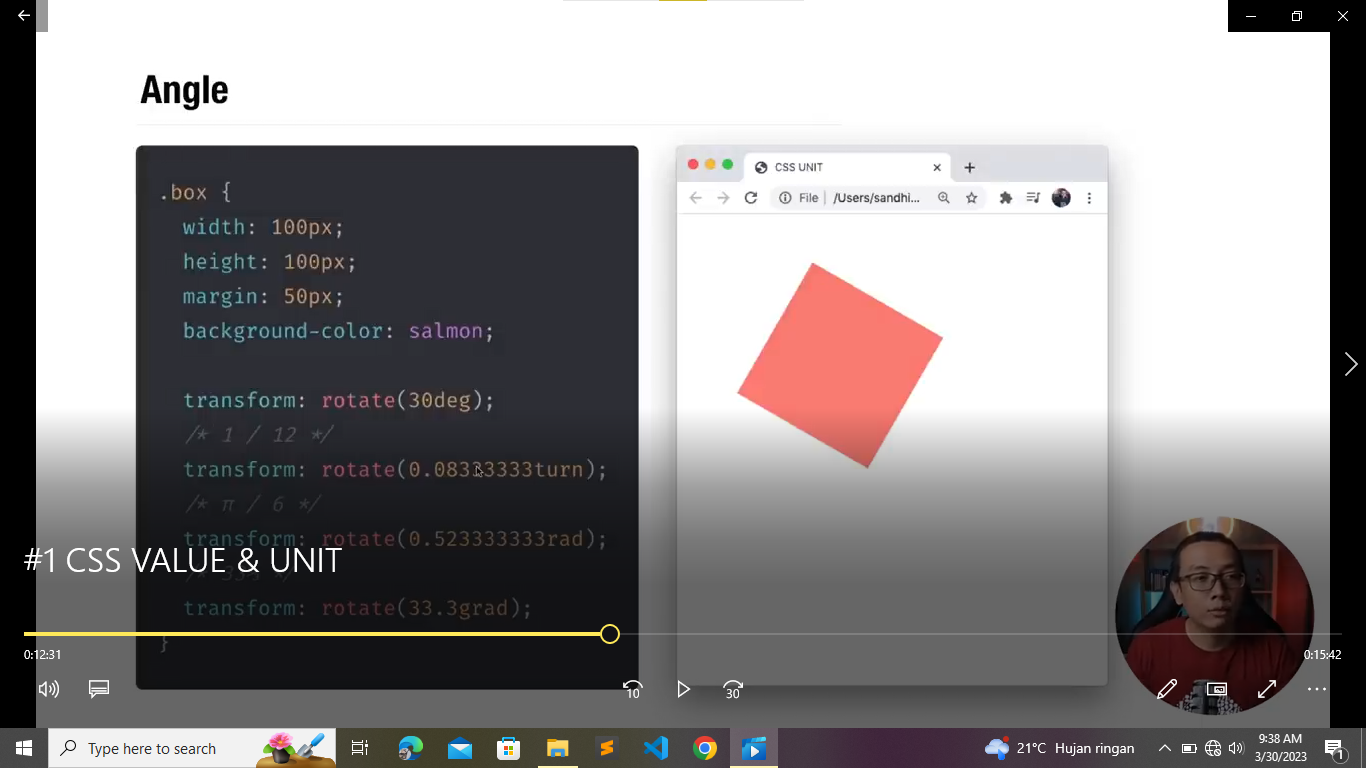 Angle
.box {
width: 100px;
height: 100px;
margin: 50px;
background-color: salmon;
transform: rotate(30deg);
/* 1 / 12 */
transform: rotate(0.08333333turn);
/* π / 6 */
transform: rotate(0.523333333rad);
transform: rotate(33.3grad);
}
CSS UNIT
File
/Users/sandhi...
#1 CSS VALUE & UNIT
0:12:31
0:15:42
10
30
Type here to search
21°C Hujan ringan
9:38 AM
3/30/2023
1